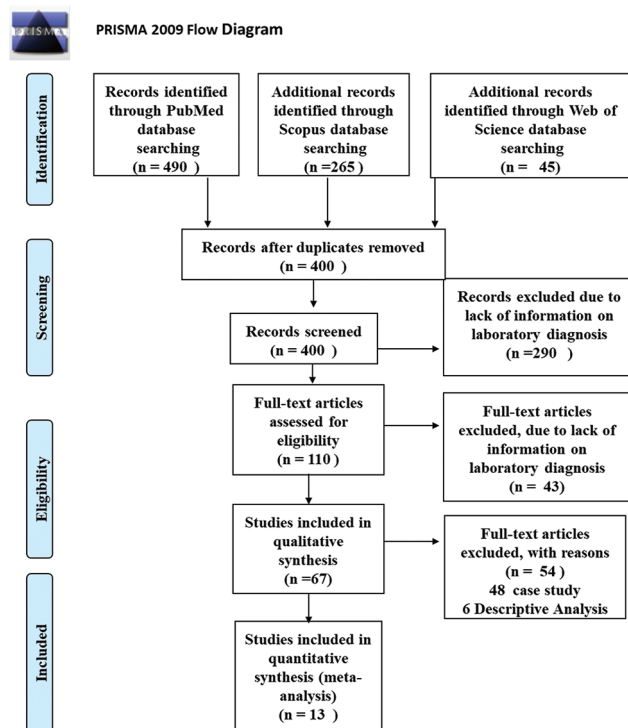 PRISMA
PRISMA 2009 Flow Diagram
Identification
Records identified
through PubMed
database
searching
(n = 490 )
Additional records
identified through
Scopus database
searching
(n =265 )
Additional records
identified through Web of
Science database
searching
(n = 45)
Screening
Records after duplicates removed
(n = 400 )
Records screened
(n = 400 )
Records excluded due to
lack of information on
laboratory diagnosis
(n =290 )
Eligibility
Full-text articles
assessed for
eligibility
(n = 110 )
Full-text articles
excluded, due to lack of
information on
laboratory diagnosis
(n = 43)
Studies included in
qualitative
synthesis
(n =67)
Full-text articles
excluded, with reasons
(n = 54 )
48 case study
6 Descriptive Analysis
Included
Studies included in
quantitative
synthesis (meta-
analysis)
(n = 13 )